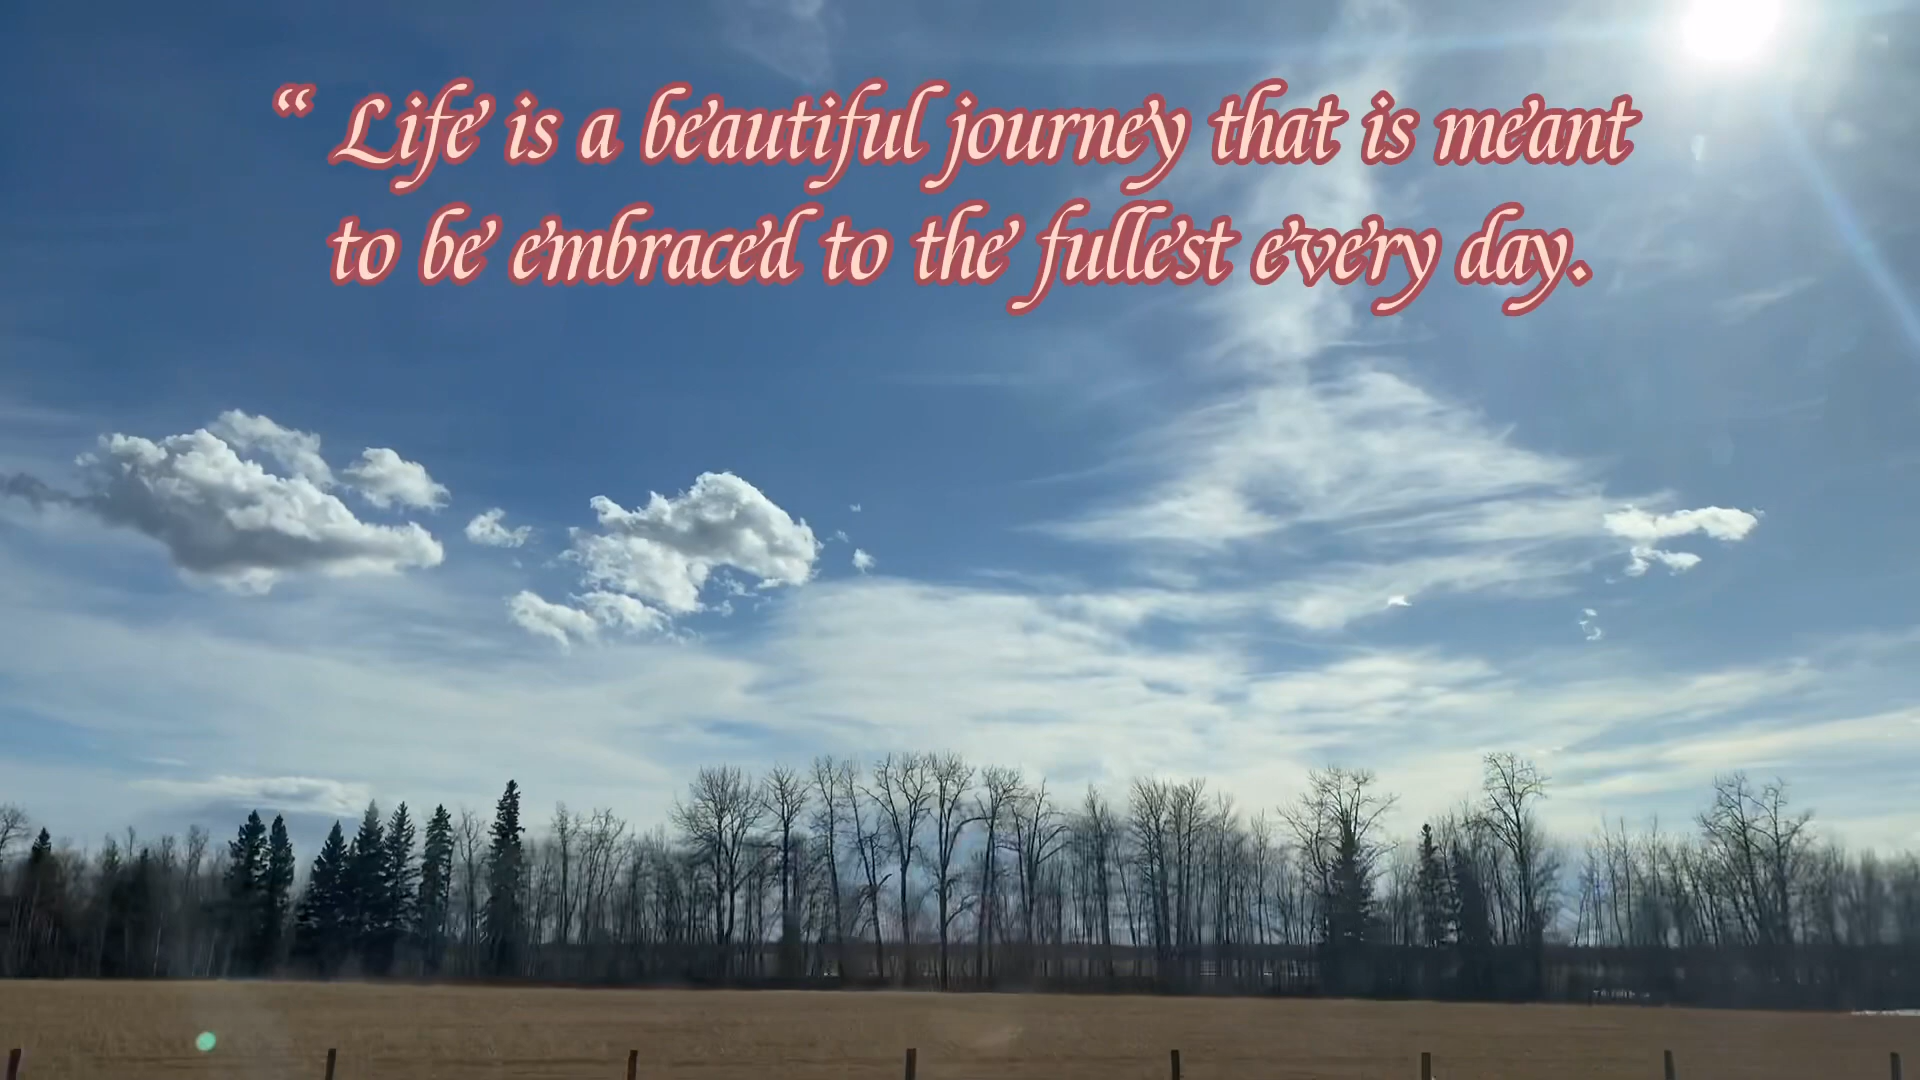 “ Life is a beautiful journey that is meant
to be embraced to the fullest every day.